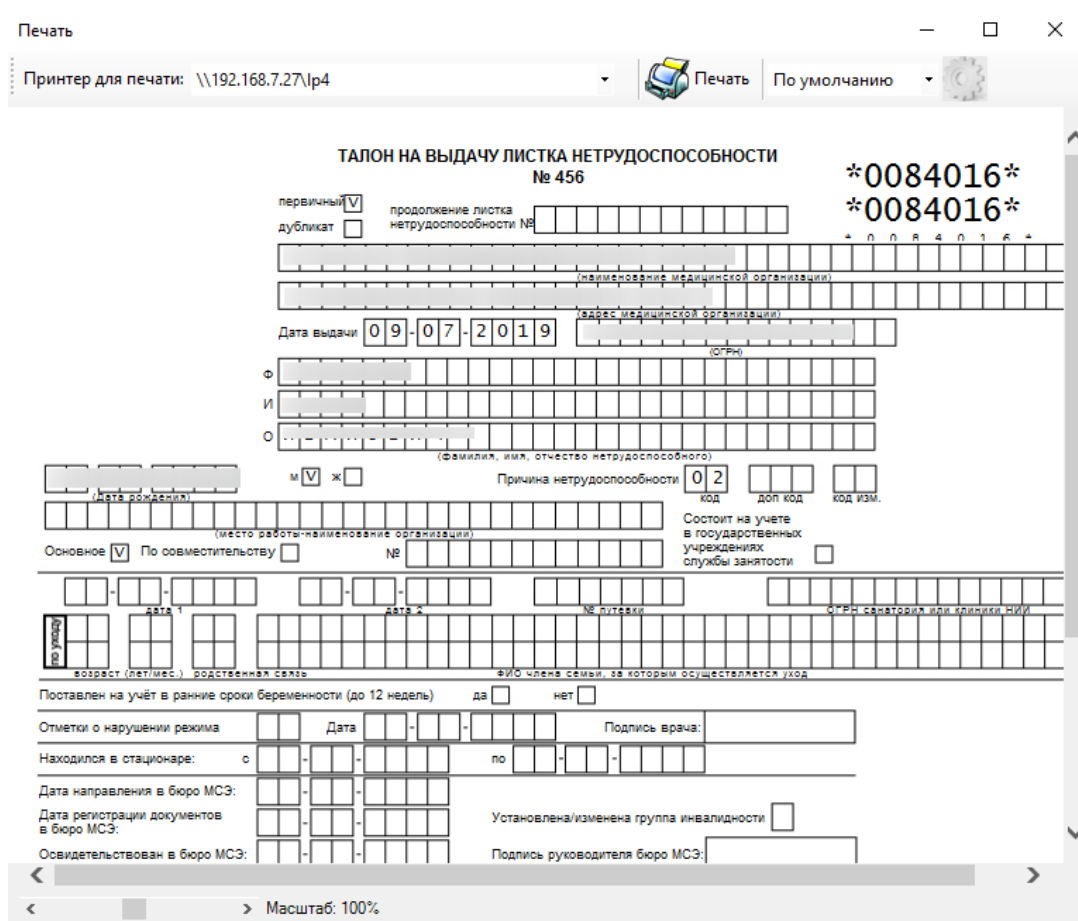 Печать
Принтер для печати: \\192.168.7.27\lp4 Печать По умолчанию
ТАЛОН НА ВЫДАЧУ ЛИСТКА НЕТРУДОСПОСОБНОСТИ
№ 456
*0084016*
*0084016*
* 0 0 8 4 0 1 6 *
первичный V
дубликат
продолжение листка
нетрудоспособности №
(наименование медицинской организации)
(адрес медицинской организации)
Дата выдачи 09-07-2019
(ОГРН)
Ф
И
О
(фамилия, имя, отчество нетрудоспособного)
(Дата рождения)
м V ж
Причина нетрудоспособности 02
код доп код код изм.
(место работы-наименование организации)
Состоит на учете
в государственных
учреждениях
службы занятости
Основное V По совместительству №
дата 1 дата 2 № путевки ОГРН санатория или клиники НИИ
по уходу
возраст (лет/мес.) родственная связь ФИО члена семьи, за которым осуществляется уход
Поставлен на учёт в ранние сроки беременности (до 12 недель) да нет
Отметки о нарушении режима Дата Подпись врача:
Находился в стационаре: с по
Дата направления в бюро МСЭ:
Дата регистрации документов
в бюро МСЭ:
Установлена/изменена группа инвалидности
Освидетельствован в бюро МСЭ: Подпись руководителя бюро МСЭ:
Масштаб: 100%